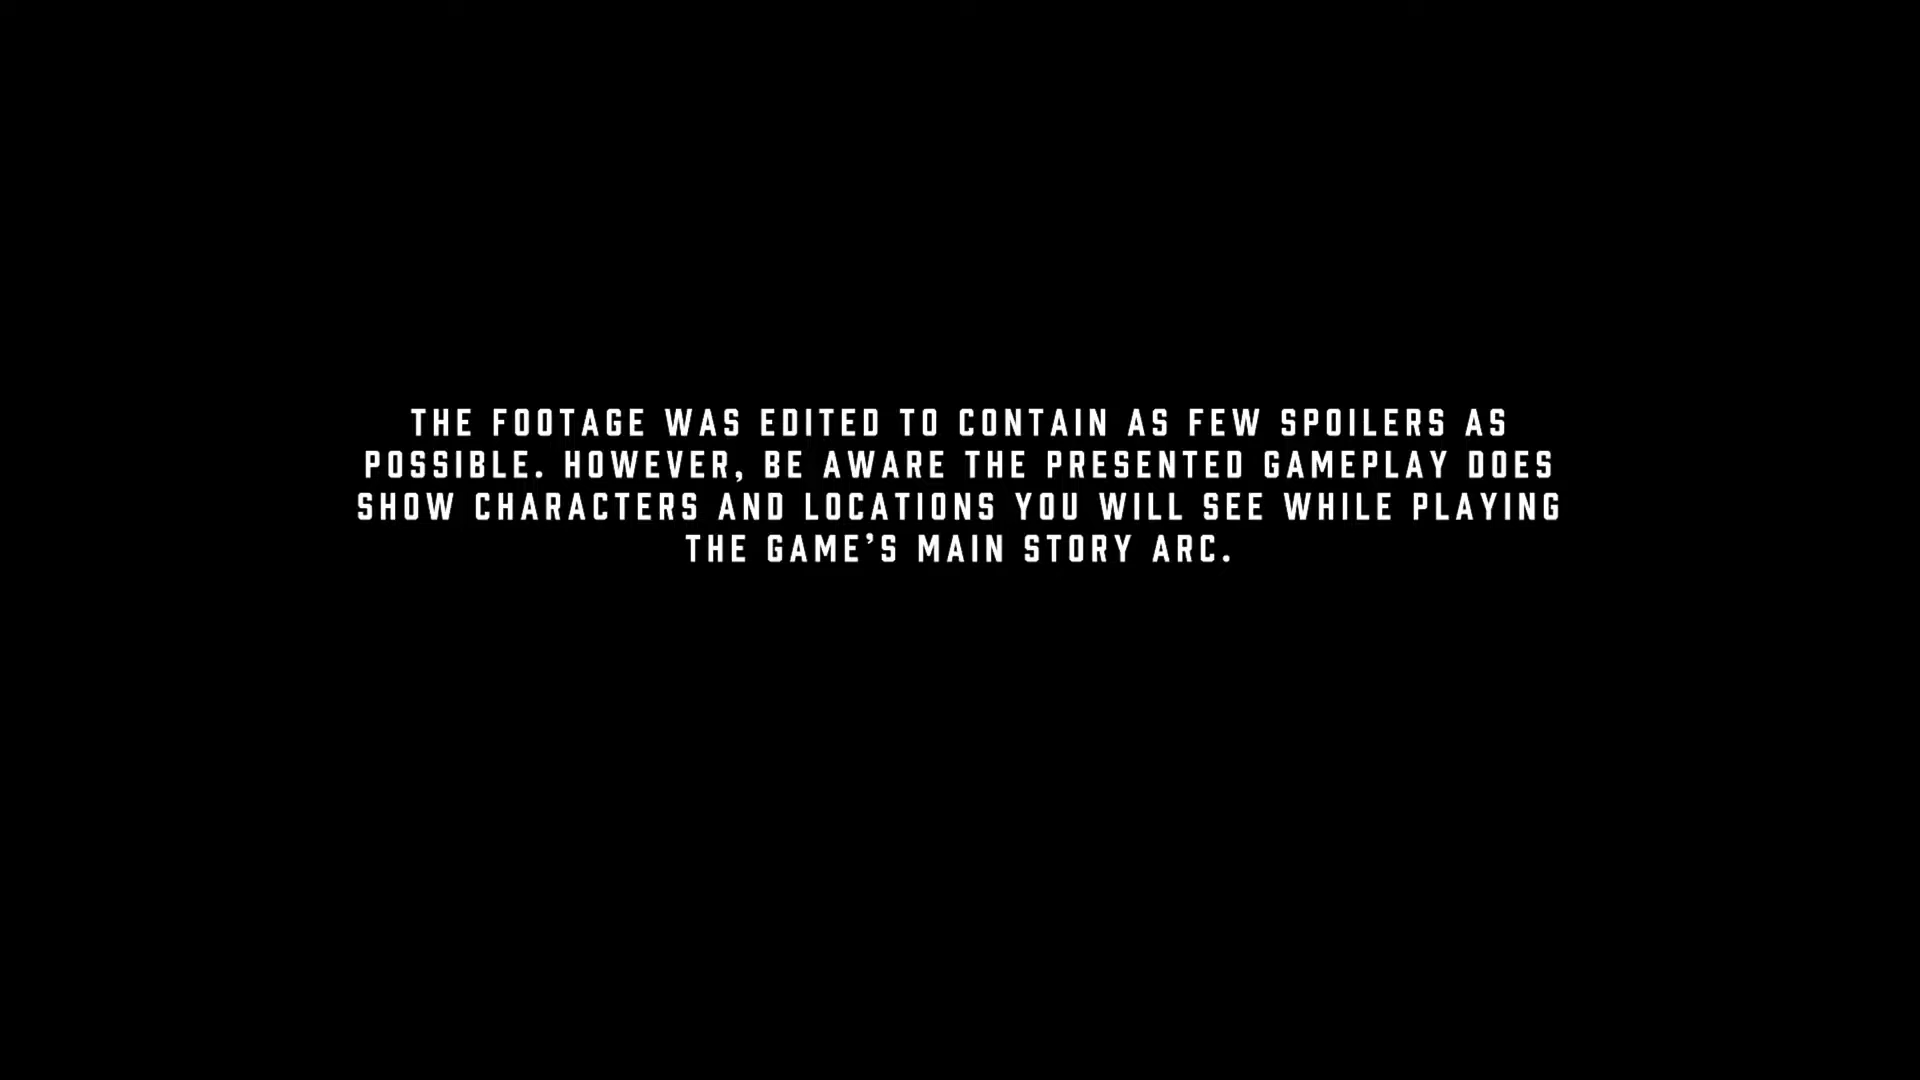 THE FOOTAGE WAS EDITED TO CONTAIN AS FEW SPOILERS AS
POSSIBLE. HOWEVER, BE AWARE THE PRESENTED GAMEPLAY DOES
SHOW CHARACTERS AND LOCATIONS YOU WILL SEE WHILE PLAYING
THE GAME’S MAIN STORY ARC.